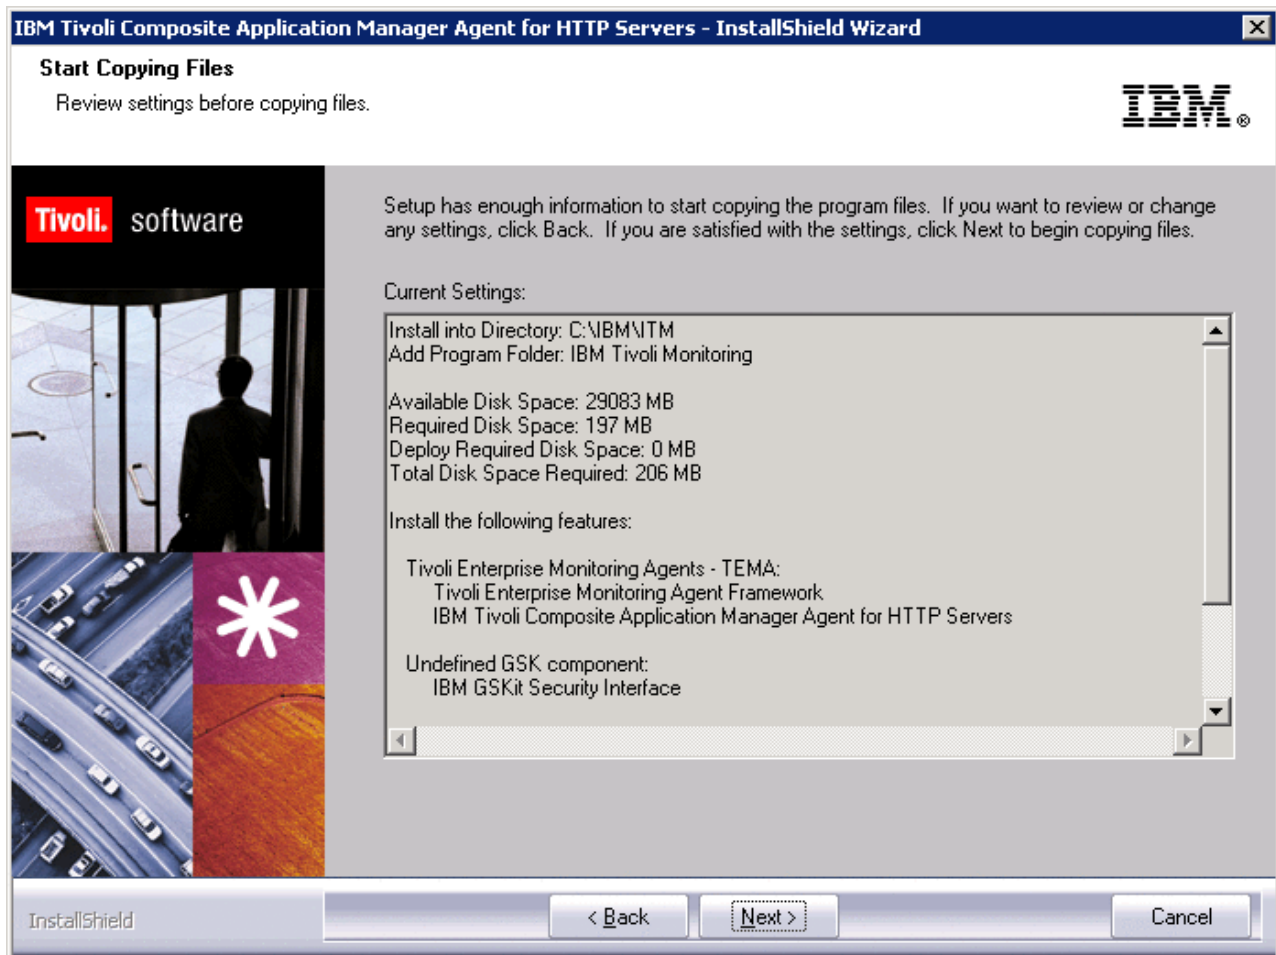 IBM Tivoli Composite Application Manager Agent for HTTP Servers - InstallShield Wizard
Start Copying Files
Review settings before copying files.
IBM®
Tivoli. software
Setup has enough information to start copying the program files. If you want to review or change
any settings, click Back. If you are satisfied with the settings, click Next to begin copying files.
Current Settings:
Install into Directory: C:\IBM\ITM
Add Program Folder: IBM Tivoli Monitoring
Available Disk Space: 29083 MB
Required Disk Space: 197 MB
Deploy Required Disk Space: 0 MB
Total Disk Space Required: 206 MB
Install the following features:
Tivoli Enterprise Monitoring Agents - TEMA:
Tivoli Enterprise Monitoring Agent Framework
IBM Tivoli Composite Application Manager Agent for HTTP Servers
Undefined GSK component:
IBM GSKit Security Interface
InstallShield
< Back
Next >
Cancel